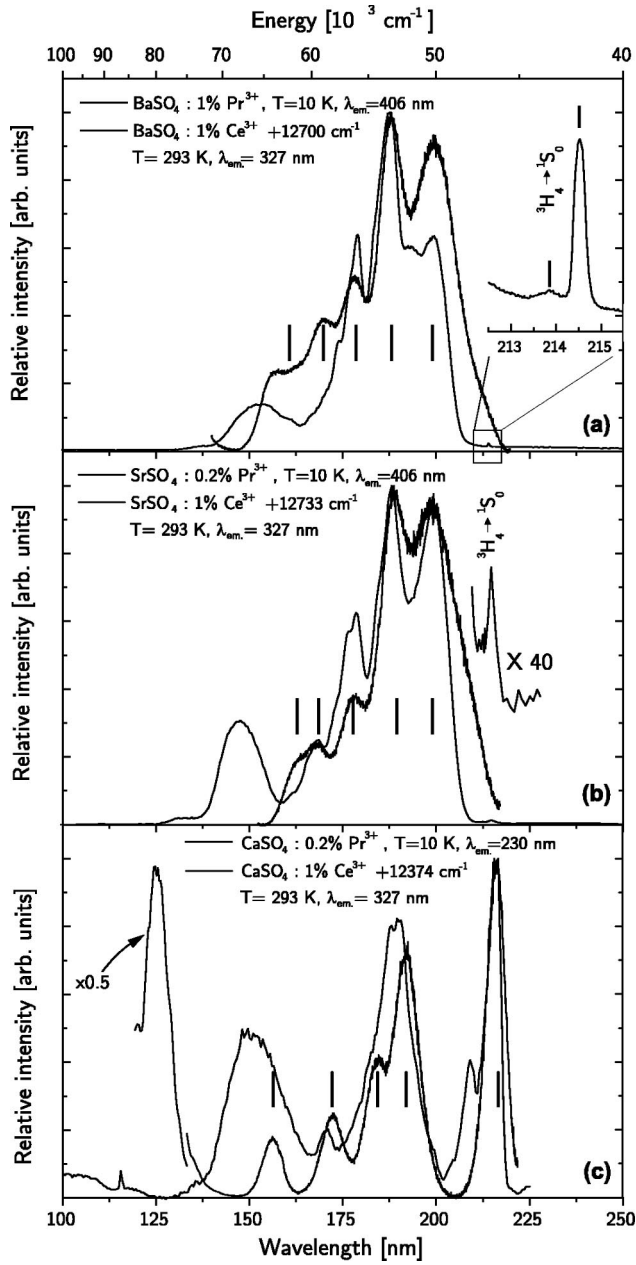 Energy [10 ³ cm⁻¹]
100 90 80 70 60 50 40
BaSO₄ : 1% Pr³⁺ , T=10 K, λem.=406 nm
BaSO₄ : 1% Ce³⁺ +12700 cm⁻¹
T= 293 K, λem.= 327 nm
³H₄→¹S₀
213 214 215
Relative intensity [arb. units]
(a)
SrSO₄ : 0.2% Pr³⁺ , T=10 K, λem.=406 nm
SrSO₄ : 1% Ce³⁺ +12733 cm⁻¹
T= 293 K, λem.= 327 nm
³H₄→¹S₀
X 40
Relative intensity [arb. units]
(b)
CaSO₄ : 0.2% Pr³⁺ , T=10 K, λem.=230 nm
CaSO₄ : 1% Ce³⁺ +12374 cm⁻¹
T= 293 K, λem.= 327 nm
x0.5
Relative intensity [arb. units]
(c)
100 125 150 175 200 225 250
Wavelength [nm]